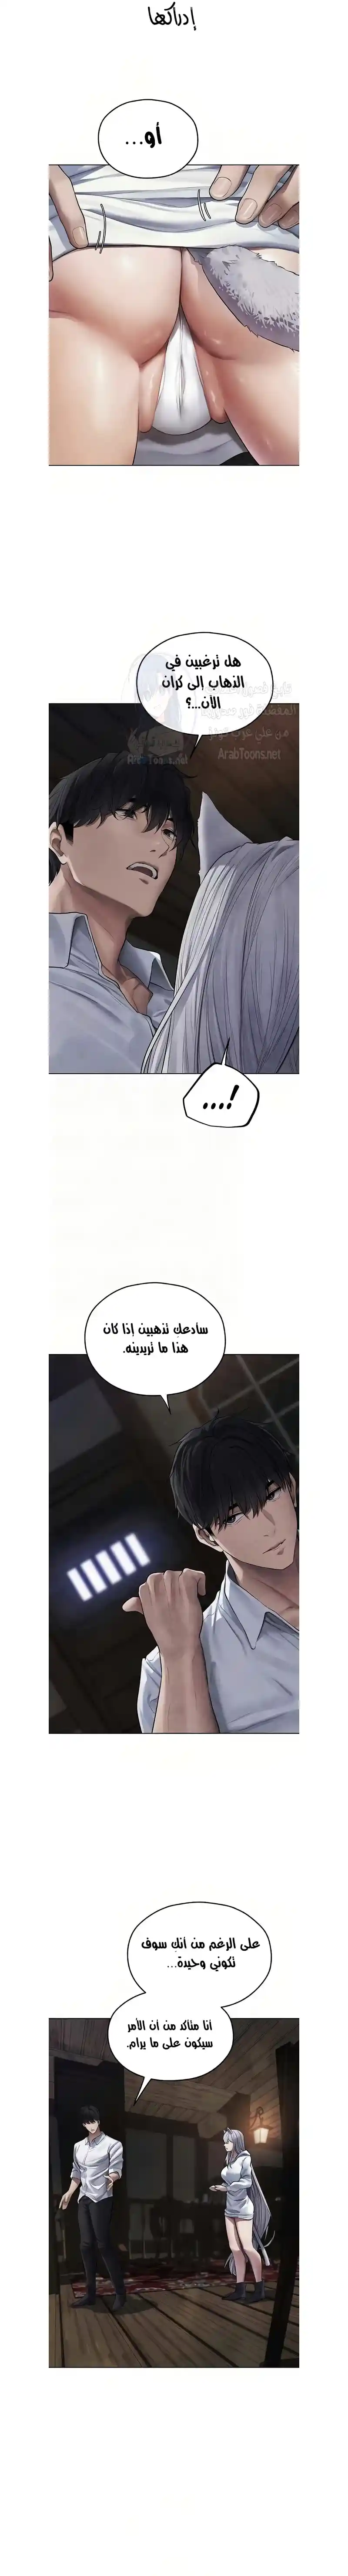 إدراكها
أو...
هل ترغبين في
الذهاب إلى كران
الآن...؟
ArabToons.net
...!
سأدعك تذهبين إذا كان
هذا ما تريدينه.
على الرغم من أنك سوف
تكوني وحيدة...
أنا متأكد من أن الأمر
سيكون على ما يرام.